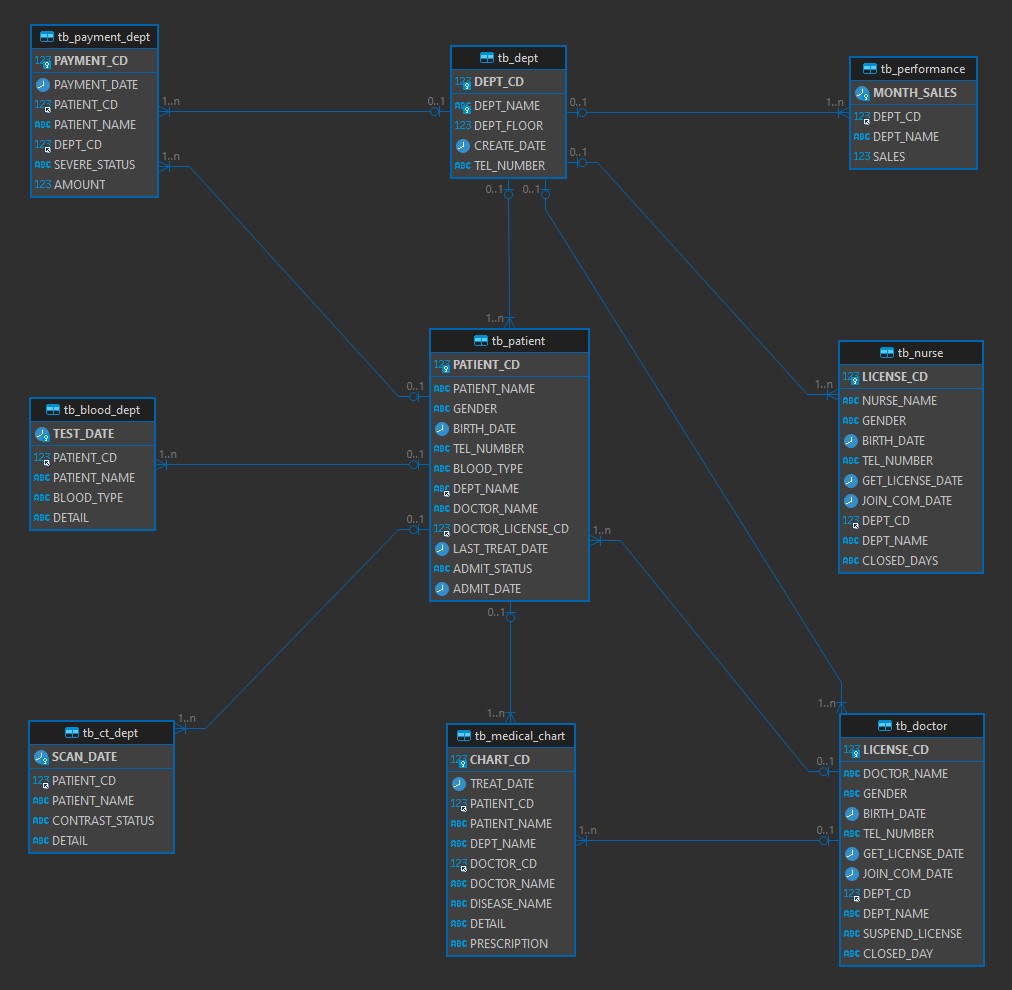 tb_payment_dept
123 PAYMENT_CD
PAYMENT_DATE
123 PATIENT_CD
ABC PATIENT_NAME
123 DEPT_CD
ABC SEVERE_STATUS
123 AMOUNT
1..n
1..n
0..1
tb_dept
123 DEPT_CD
ABC DEPT_NAME
123 DEPT_FLOOR
CREATE_DATE
ABC TEL_NUMBER
0..1
0..1
0..1
0..1
1..n
tb_performance
MONTH_SALES
123 DEPT_CD
ABC DEPT_NAME
123 SALES
1..n
0..1
tb_patient
123 PATIENT_CD
ABC PATIENT_NAME
ABC GENDER
BIRTH_DATE
ABC TEL_NUMBER
ABC BLOOD_TYPE
ABC DEPT_NAME
ABC DOCTOR_NAME
123 DOCTOR_LICENSE_CD
LAST_TREAT_DATE
ABC ADMIT_STATUS
ADMIT_DATE
1..n
tb_nurse
123 LICENSE_CD
ABC NURSE_NAME
ABC GENDER
BIRTH_DATE
ABC TEL_NUMBER
GET_LICENSE_DATE
JOIN_COM_DATE
123 DEPT_CD
ABC DEPT_NAME
ABC CLOSED_DAYS
tb_blood_dept
TEST_DATE
123 PATIENT_CD
ABC PATIENT_NAME
ABC BLOOD_TYPE
ABC DETAIL
1..n
0..1
0..1
1..n
0..1
1..n
tb_ct_dept
SCAN_DATE
123 PATIENT_CD
ABC PATIENT_NAME
ABC CONTRAST_STATUS
ABC DETAIL
1..n
tb_medical_chart
123 CHART_CD
TREAT_DATE
123 PATIENT_CD
ABC PATIENT_NAME
ABC DEPT_NAME
123 DOCTOR_CD
ABC DOCTOR_NAME
ABC DISEASE_NAME
ABC DETAIL
ABC PRESCRIPTION
1..n
0..1
1..n
0..1
tb_doctor
123 LICENSE_CD
ABC DOCTOR_NAME
ABC GENDER
BIRTH_DATE
ABC TEL_NUMBER
GET_LICENSE_DATE
JOIN_COM_DATE
123 DEPT_CD
ABC DEPT_NAME
ABC SUSPEND_LICENSE
ABC CLOSED_DAY